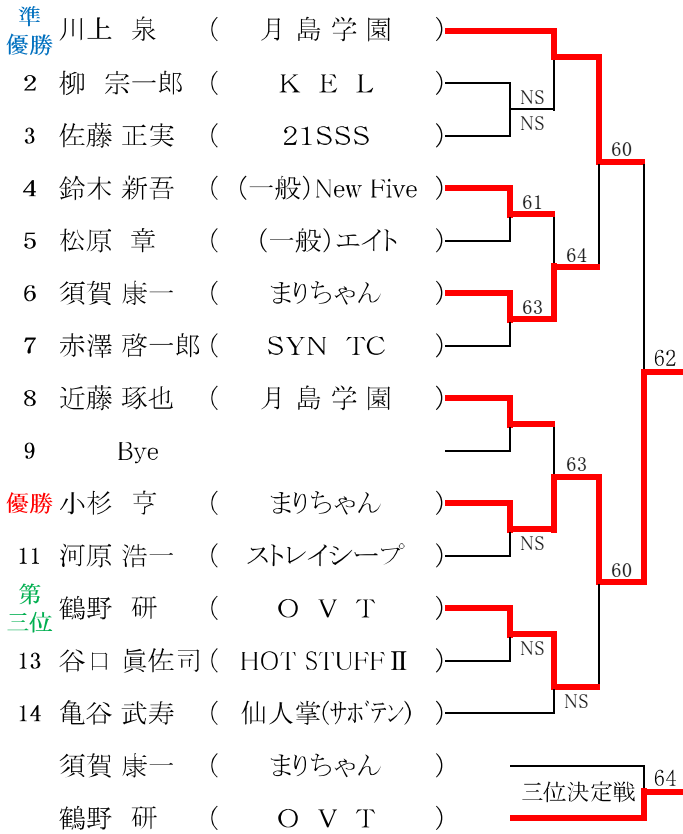 準優勝 川上 泉 ( 月島学園 )
2 柳 宗一郎 ( KEL )
NS
NS
3 佐藤 正実 ( 21SSS )
60
4 鈴木 新吾 ( (一般)New Five )
61
5 松原 章 ( (一般)エイト )
64
6 須賀 康一 ( まりちゃん )
63
7 赤澤 啓一郎 ( SYN TC )
62
8 近藤 琢也 ( 月島学園 )
9 Bye
63
優勝 小杉 亨 ( まりちゃん )
NS
11 河原 浩一 ( ストレイシープ )
60
第三位 鶴野 研 ( OVT )
NS
13 谷口 眞佐司 ( HOT STUFFⅡ )
NS
14 亀谷 武寿 ( 仙人掌(サボテン) )
須賀 康一 ( まりちゃん )
三位決定戦 64
鶴野 研 ( OVT )